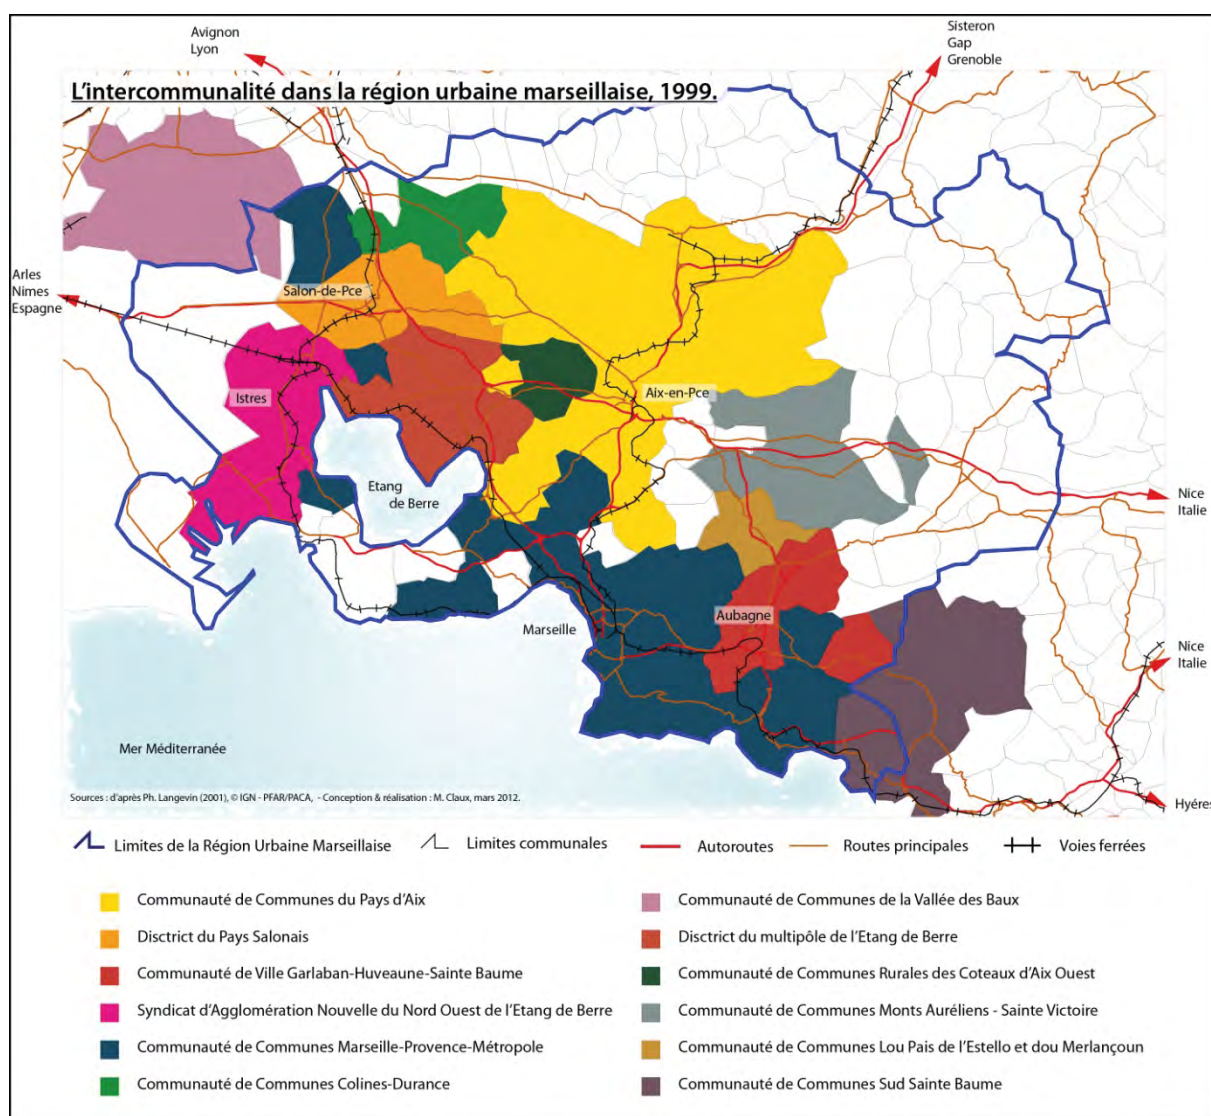 Avignon
Lyon
Sisteron
Gap
Grenoble
L'intercommunalité dans la région urbaine marseillaise, 1999.
Arles
Nimes
Espagne
Salon-de-Pce
Istres
Aix-en-Pce
Etang
de Berre
Nice
Italie
Aubagne
Marseille
Nice
Italie
Mer Méditerranée
Sources : d'après Ph. Langevin (2001), © IGN - PFAR/PACA, - Conception & réalisation : M. Claux, mars 2012.
Hyéres
Limites de la Région Urbaine Marseillaise
Limites communales
Autoroutes
Routes principales
Voies ferrées
Communauté de Communes du Pays d'Aix
Disctrict du Pays Salonais
Communauté de Ville Garlaban-Huveaune-Sainte Baume
Syndicat d'Agglomération Nouvelle du Nord Ouest de l'Etang de Berre
Communauté de Communes Marseille-Provence-Métropole
Communauté de Communes Colines-Durance
Communauté de Communes de la Vallée des Baux
Disctrict du multipôle de l'Etang de Berre
Communauté de Communes Rurales des Coteaux d'Aix Ouest
Communauté de Communes Monts Auréliens - Sainte Victoire
Communauté de Communes Lou Pais de l'Estello et dou Merlançoun
Communauté de Communes Sud Sainte Baume